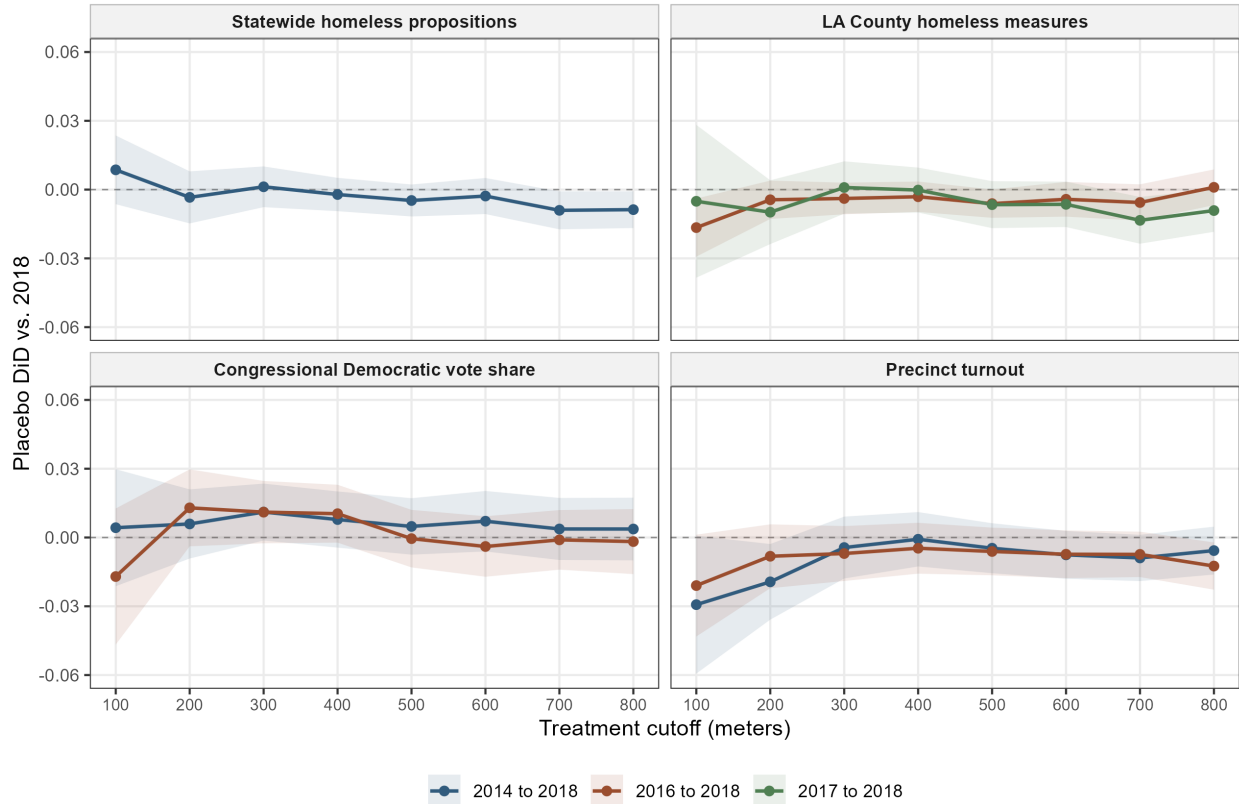 Statewide homeless propositions
LA County homeless measures
0.06
0.03
0.00
-0.03
-0.06
Congressional Democratic vote share
Precinct turnout
0.06
0.03
0.00
-0.03
-0.06
Placebo DiD vs. 2018
100 200 300 400 500 600 700 800
100 200 300 400 500 600 700 800
Treatment cutoff (meters)
2014 to 2018
2016 to 2018
2017 to 2018